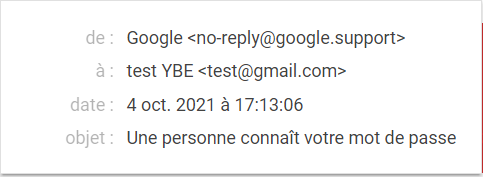 de : Google <no-reply@google.support>
à : test YBE <test@gmail.com>
date : 4 oct. 2021 à 17:13:06
objet : Une personne connaît votre mot de passe